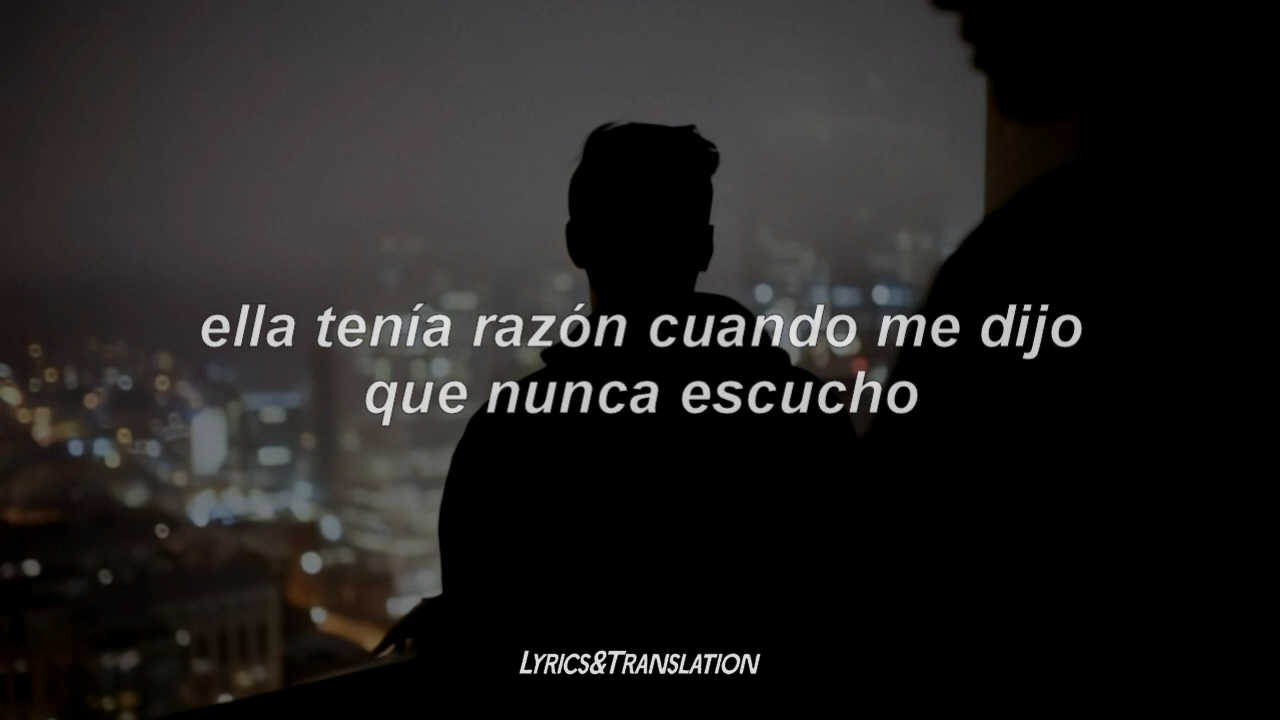 ella tenía razón cuando me dijo
que nunca escucho
LYRICS&TRANSLATION